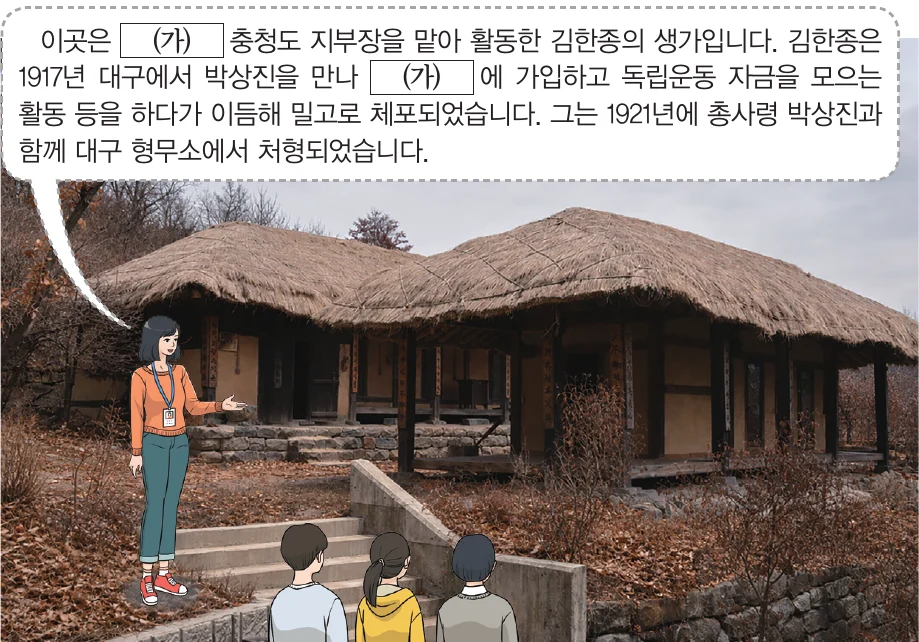 이곳은 (가) 충청도 지부장을 맡아 활동한 김한종의 생가입니다. 김한종은
1917년 대구에서 박상진을 만나 (가) 에 가입하고 독립운동 자금을 모으는
활동 등을 하다가 이듬해 밀고로 체포되었습니다. 그는 1921년에 총사령 박상진과
함께 대구 형무소에서 처형되었습니다.